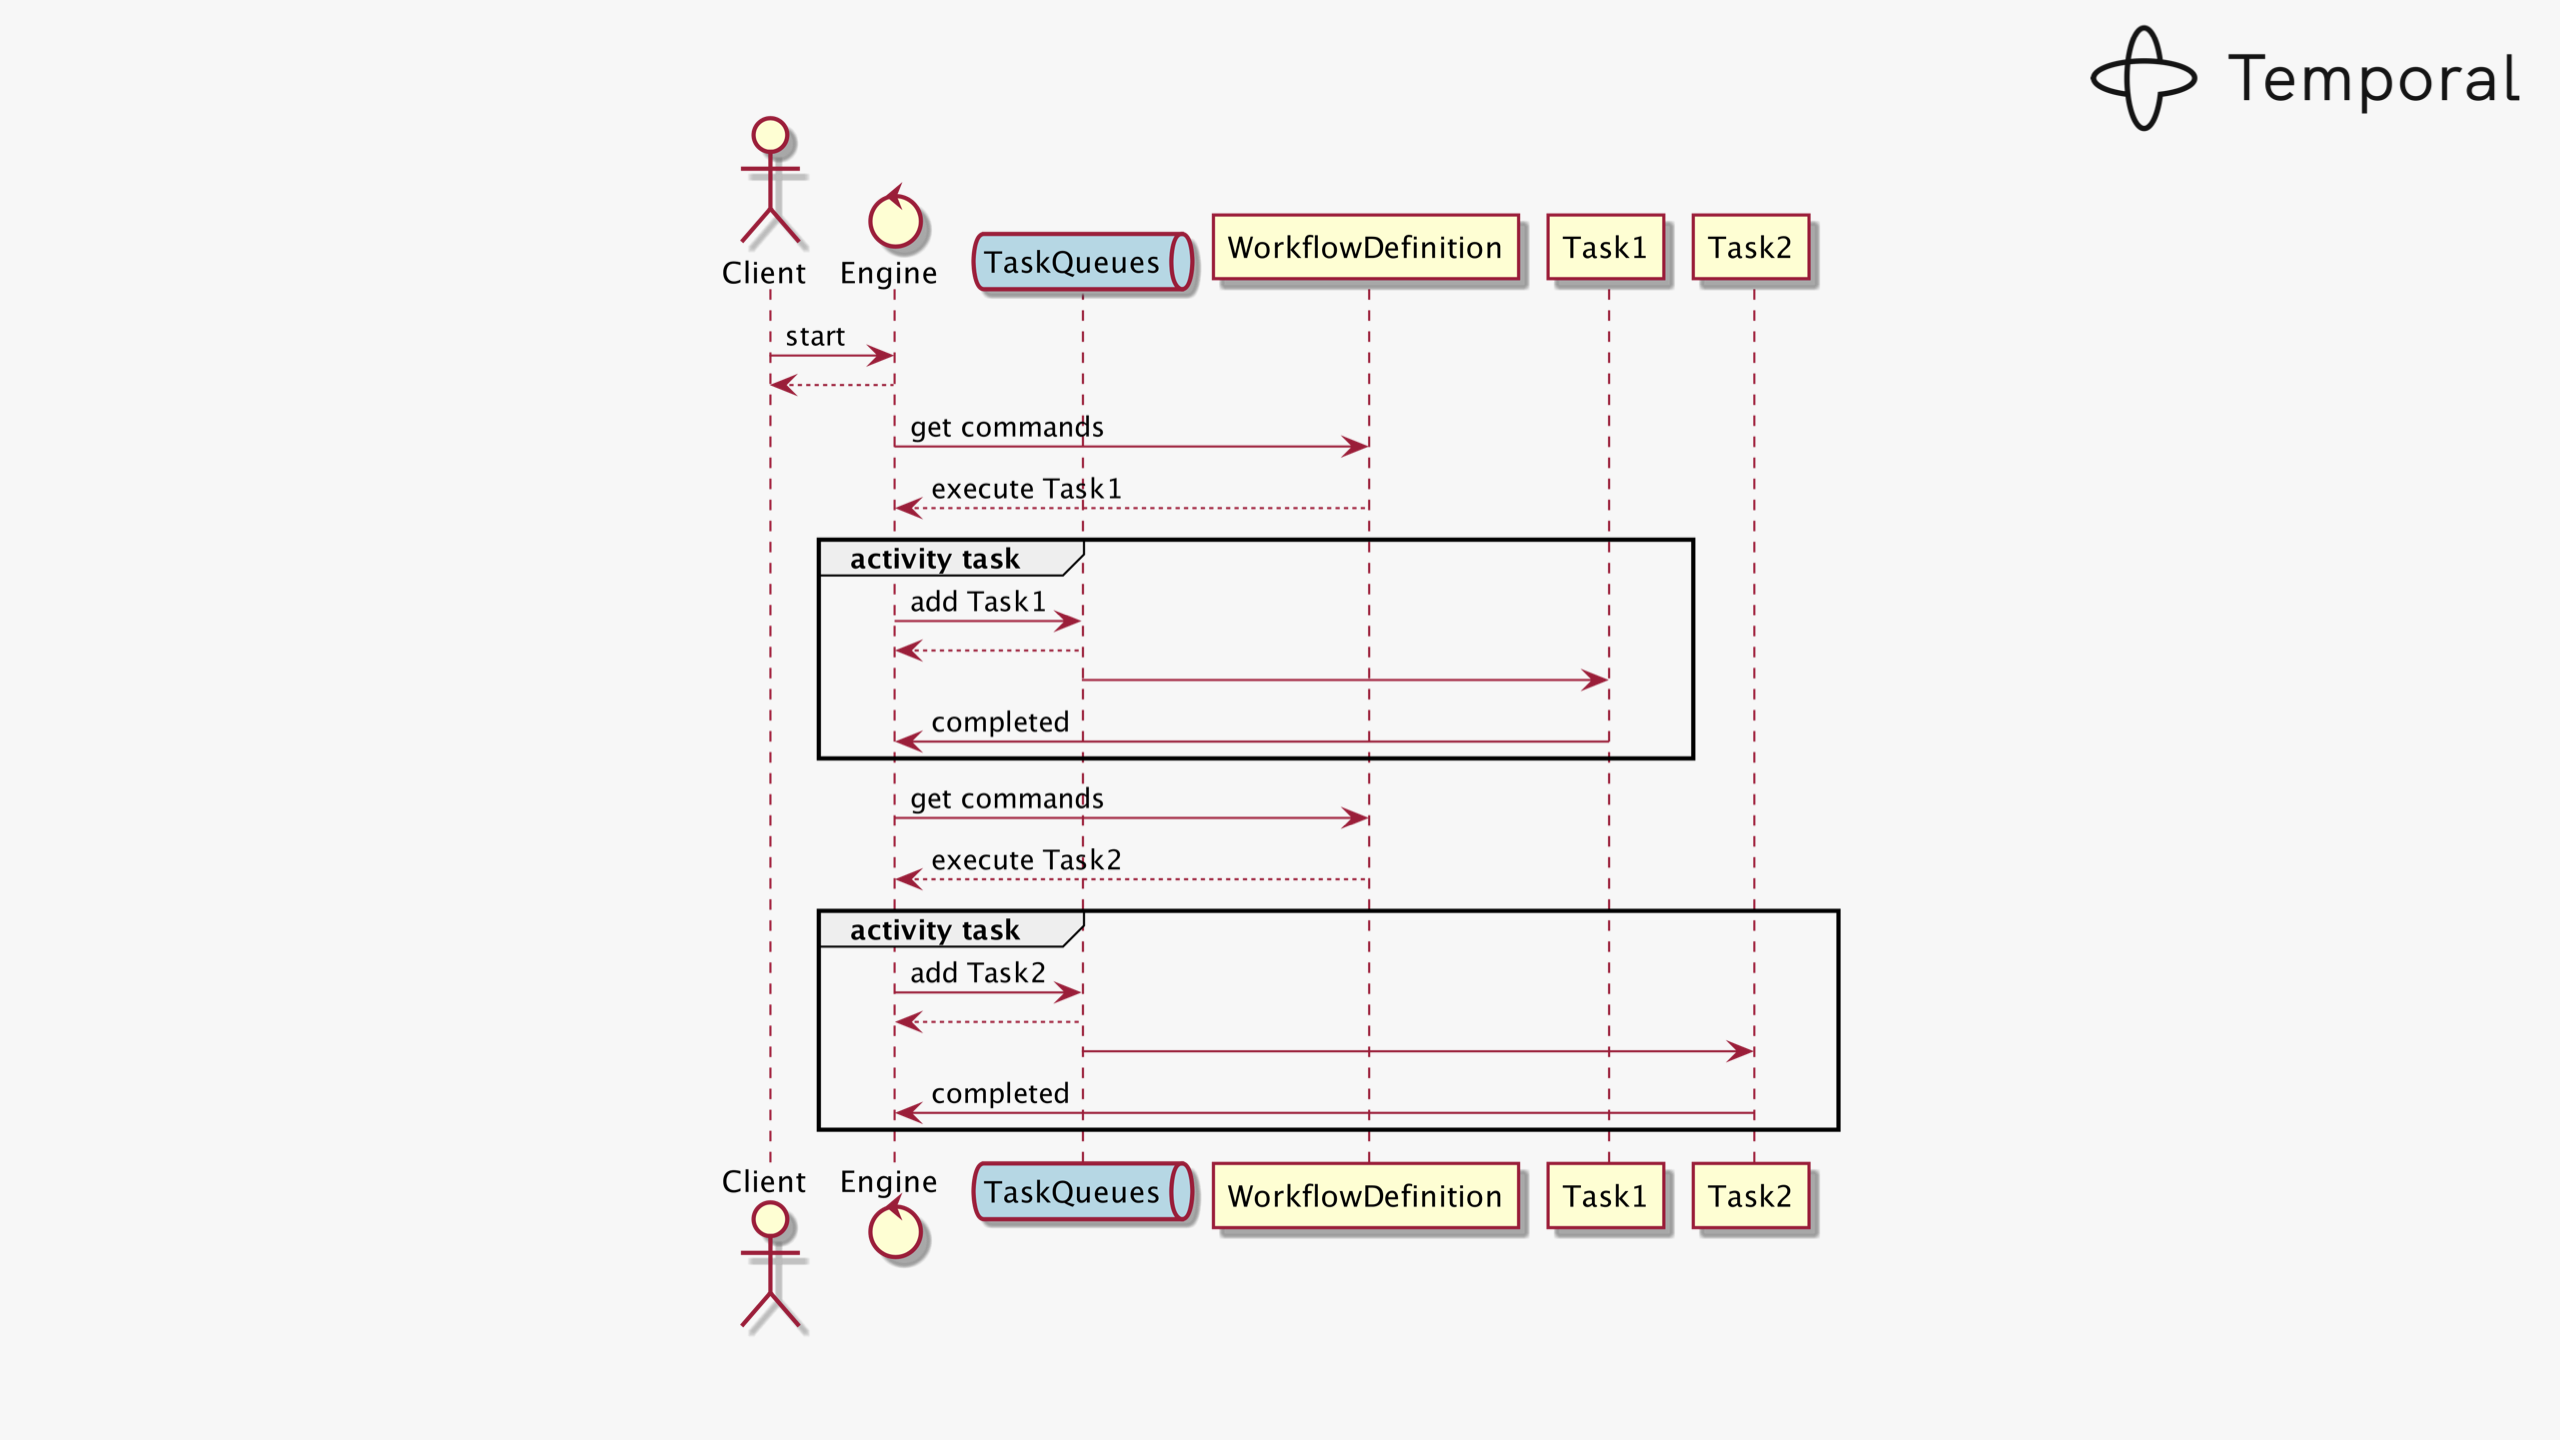 Temporal
Client
Engine
TaskQueues
WorkflowDefinition
Task1
Task2
start
get commands
execute Task1
activity task
add Task1
completed
get commands
execute Task2
activity task
add Task2
completed
Client
Engine
TaskQueues
WorkflowDefinition
Task1
Task2